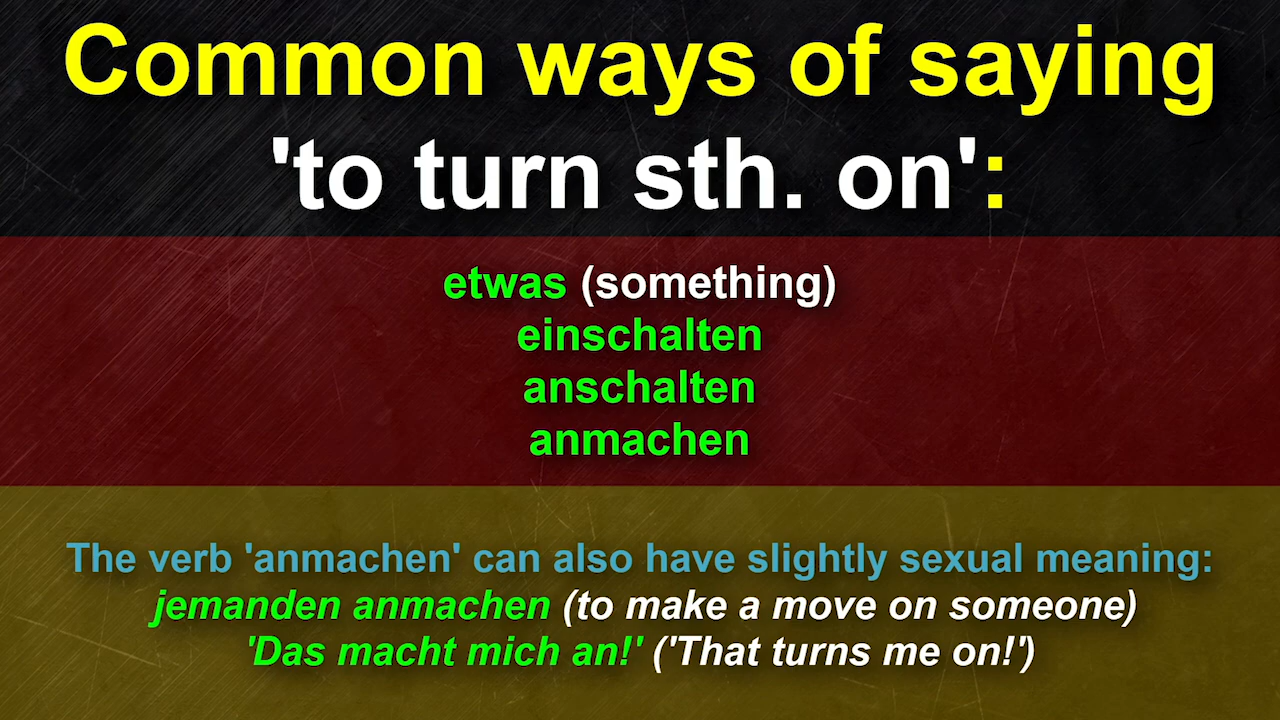 Common ways of saying
'to turn sth. on':
etwas (something)
einschalten
anschalten
anmachen
The verb 'anmachen' can also have slightly sexual meaning:
jemanden anmachen (to make a move on someone)
'Das macht mich an!' ('That turns me on!')